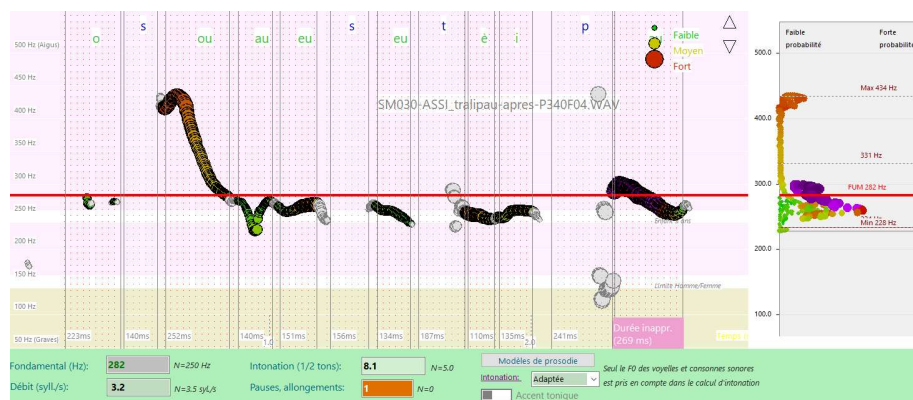 s s t p
o ou au eu eu è i
Faible
Moyen
Fort
500 Hz (Aigus)
450 Hz
400 Hz
350 Hz
300 Hz
250 Hz
200 Hz
150 Hz
100 Hz
50 Hz (Graves)
SM030-ASSI_tralipau-apres-P340F04.WAV
Limite Homme/Femme
223ms 140ms 252ms 140ms 151ms 156ms 134ms 187ms 110ms 135ms 241ms
Durée inappr.
(269 ms)
1.0 2.0
Faible
probabilité
Forte
probabilité
500.0
400.0
300.0
200.0
100.0
Max 434 Hz
331 Hz
FUM 282 Hz
Min 228 Hz
Fondamental (Hz): 282 N=250 Hz
Intonation (1/2 tons): 8.1 N=5.0
Modèles de prosodie
Intonation: Adaptée
Seul le F0 des voyelles et consonnes sonores
est pris en compte dans le calcul d'intonation
Débit (syll./s): 3.2 N=3.5 syL/s
Pauses, allongements: 1 N=0
Accent tonique